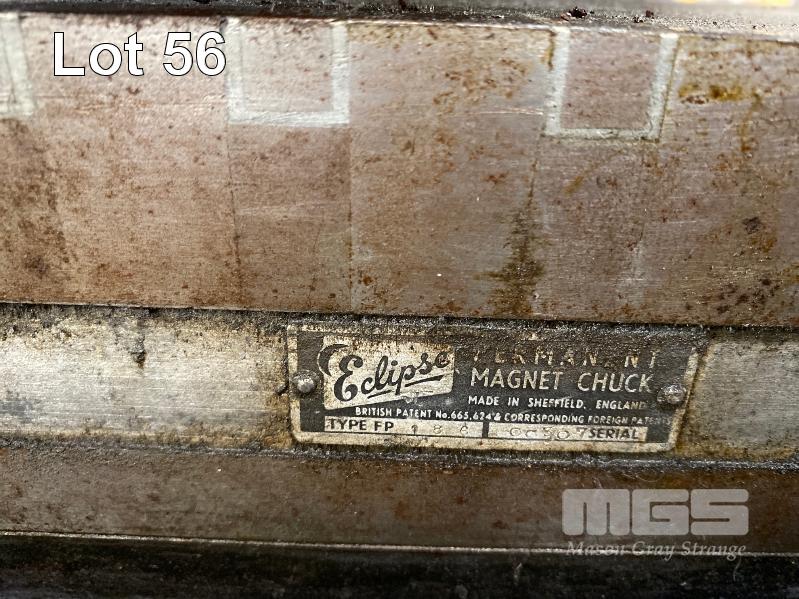 Lot 56
Eclipse
PERMANENT
MAGNET CHUCK
MADE IN SHEFFIELD, ENGLAND
BRITISH PATENT No. 665,624 & CORRESPONDING FOREIGN PATENTS
TYPE FP 188 SERIAL
MGS
Mason Gray Strange